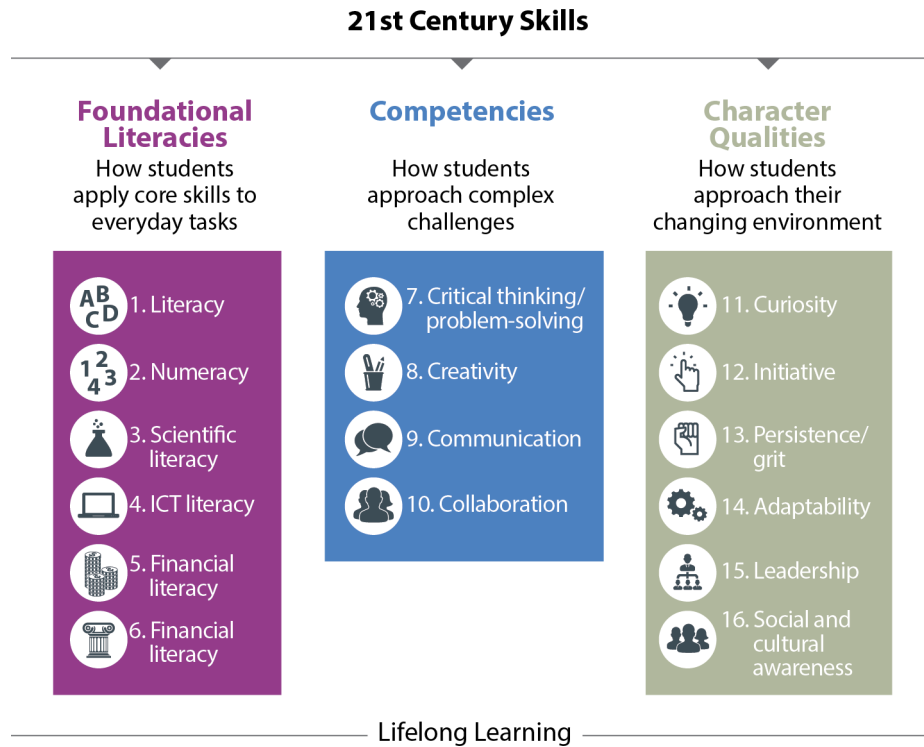 21st Century Skills
Foundational
Literacies
How students
apply core skills to
everyday tasks
ABCD
1. Literacy
1234
2. Numeracy
3. Scientific
literacy
4. ICT literacy
5. Financial
literacy
6. Financial
literacy
Competencies
How students
approach complex
challenges
7. Critical thinking/
problem-solving
8. Creativity
9. Communication
10. Collaboration
Character
Qualities
How students
approach their
changing environment
11. Curiosity
12. Initiative
13. Persistence/
grit
14. Adaptability
15. Leadership
16. Social and
cultural
awareness
Lifelong Learning